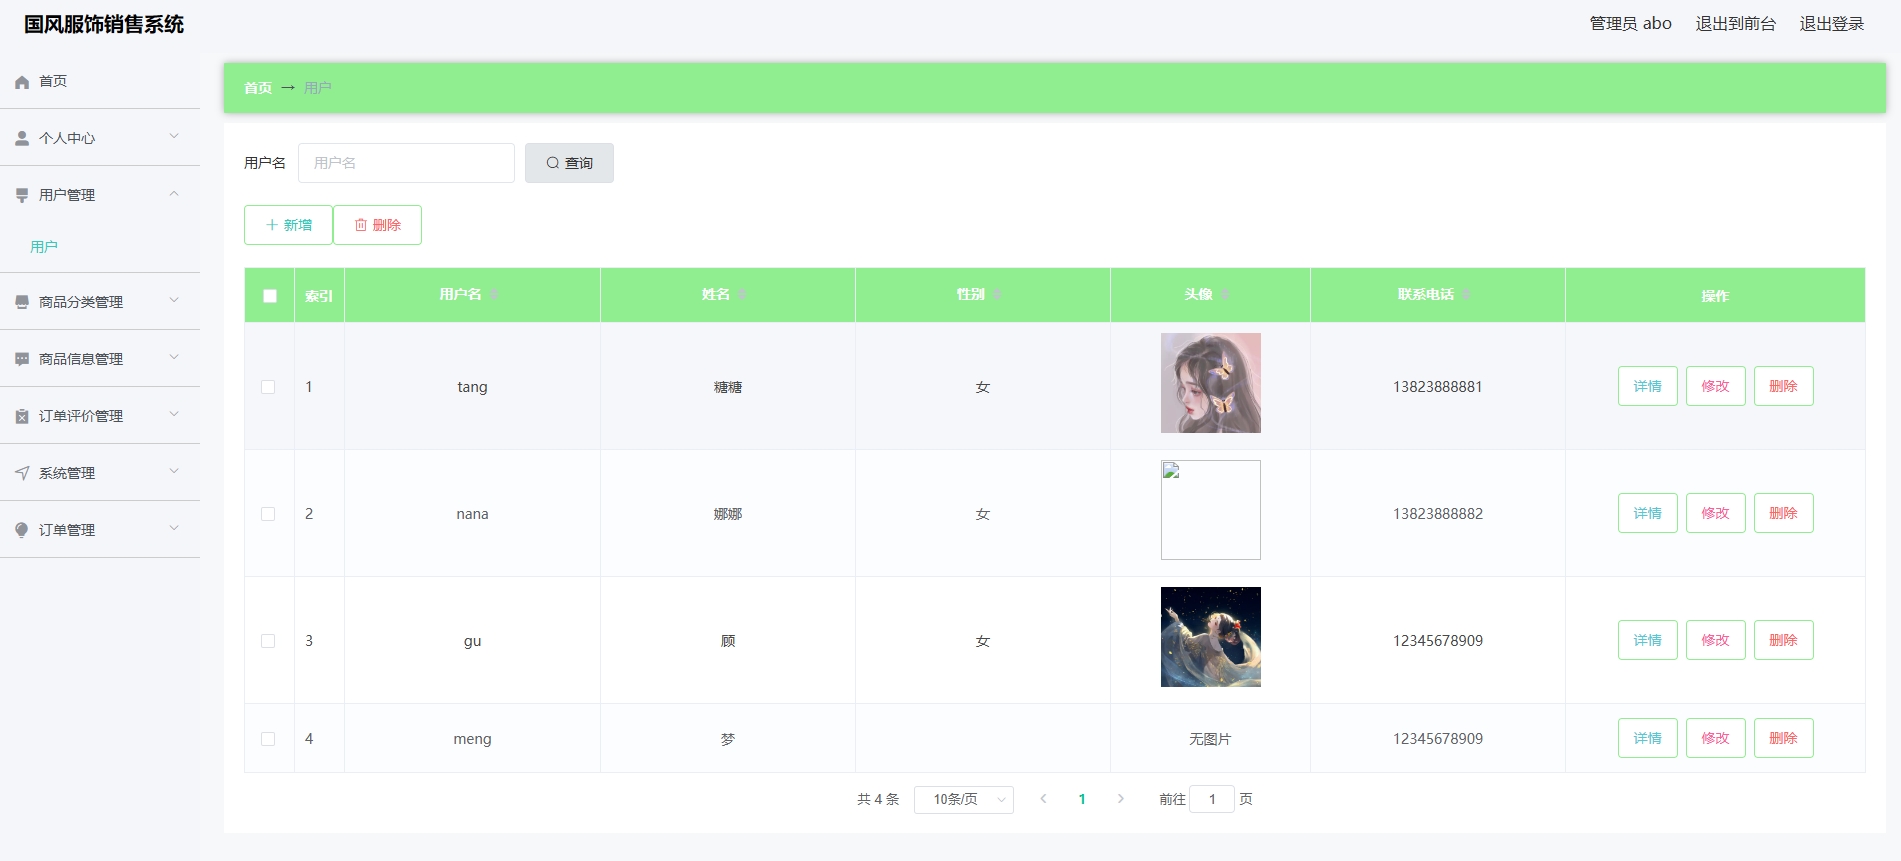 国风服饰销售系统
管理员 abo 退出到前台 退出登录
首页
个人中心
用户管理
用户
商品分类管理
商品信息管理
订单评价管理
系统管理
订单管理
首页 → 用户
用户名 用户名 查询
新增 删除
索引 用户名 姓名 性别 头像 联系电话 操作
1 tang 糖糖 女 13823888881 详情 修改 删除
2 nana 娜娜 女 13823888882 详情 修改 删除
3 gu 顾 女 12345678909 详情 修改 删除
4 meng 梦 无图片 12345678909 详情 修改 删除
共 4 条 10条/页 1 前往 1 页